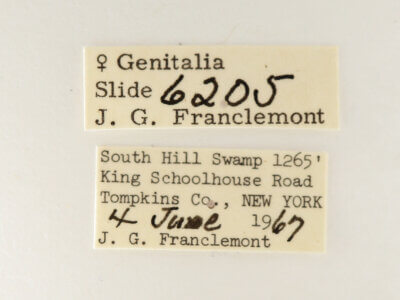 ♀ Genitalia
Slide 6205
J. G. Franclemont
South Hill Swamp 1265'
King Schoolhouse Road
Tompkins Co., NEW YORK
4 June 1967
J. G. Franclemont